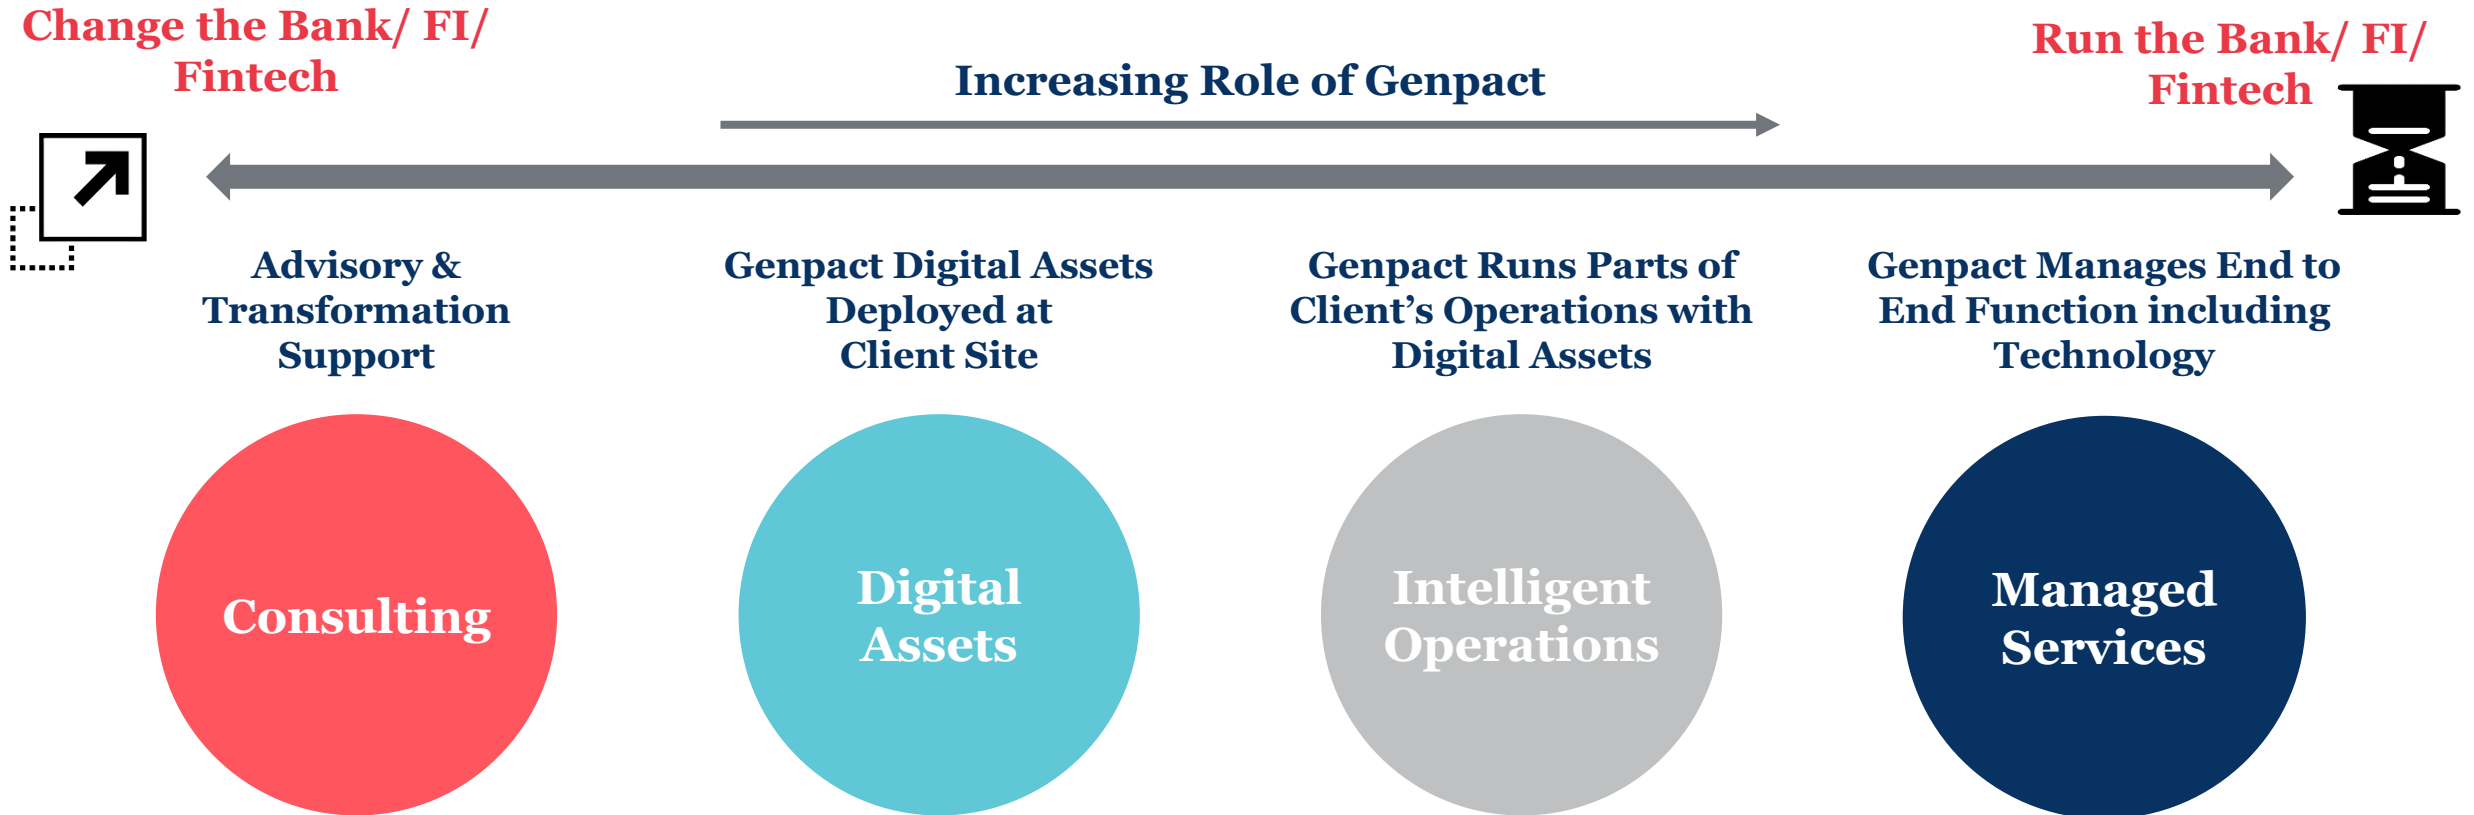 Change the Bank/ FI/
Fintech
Increasing Role of Genpact
Run the Bank/ FI/
Fintech
Advisory &
Transformation
Support
Genpact Digital Assets
Deployed at
Client Site
Genpact Runs Parts of
Client’s Operations with
Digital Assets
Genpact Manages End to
End Function including
Technology
Consulting
Digital
Assets
Intelligent
Operations
Managed
Services